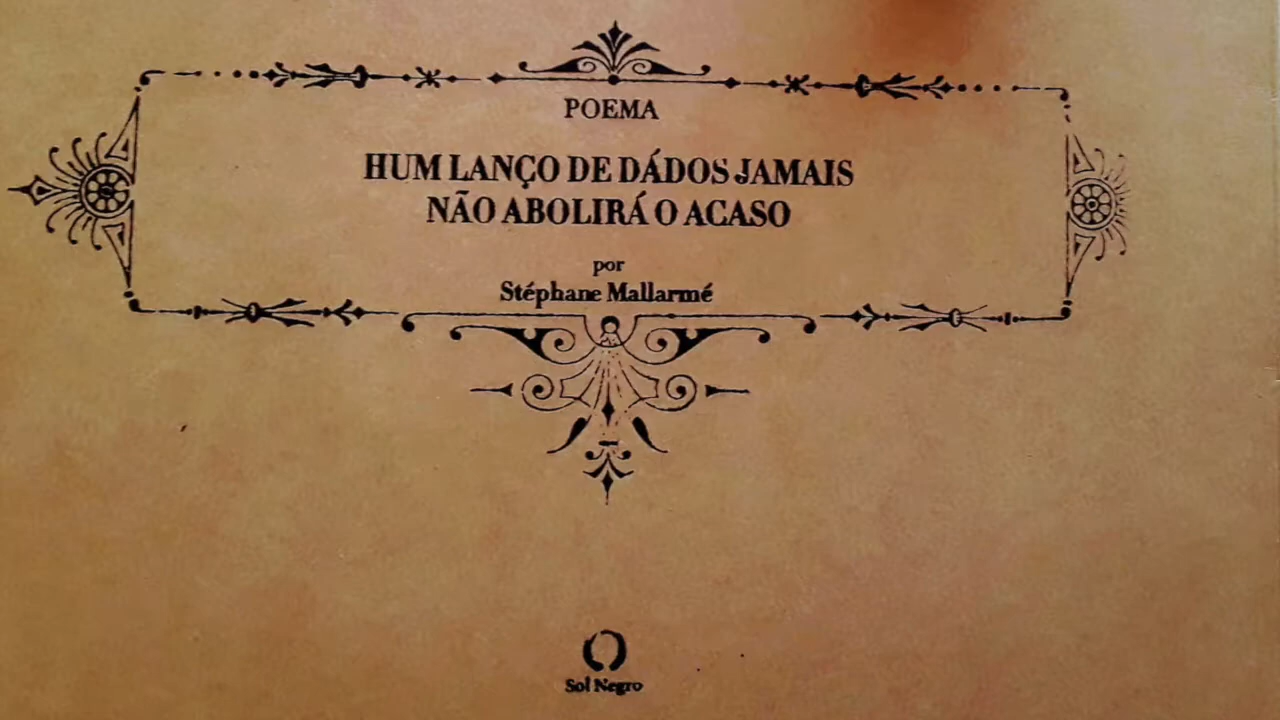 POEMA
HUM LANÇO DE DÁDOS JAMAIS
NÃO ABOLIRÁ O ACASO
por
Stéphane Mallarmé
Sol Negro